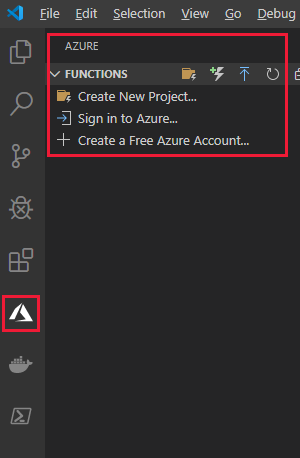 File Edit Selection View Go Debug
AZURE
FUNCTIONS
Create New Project...
Sign in to Azure...
Create a Free Azure Account...